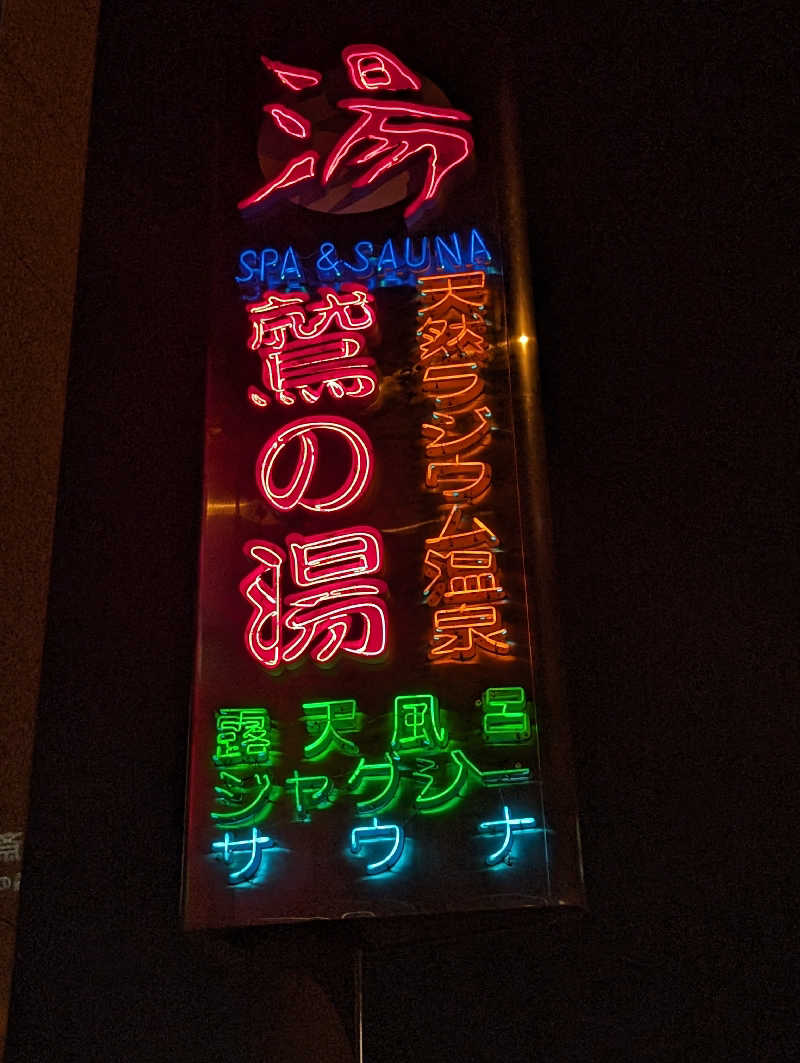 湯
SPA & SAUNA
天然ラジウム温泉
鷲の湯
露天風呂
ジャグジー
サウナ